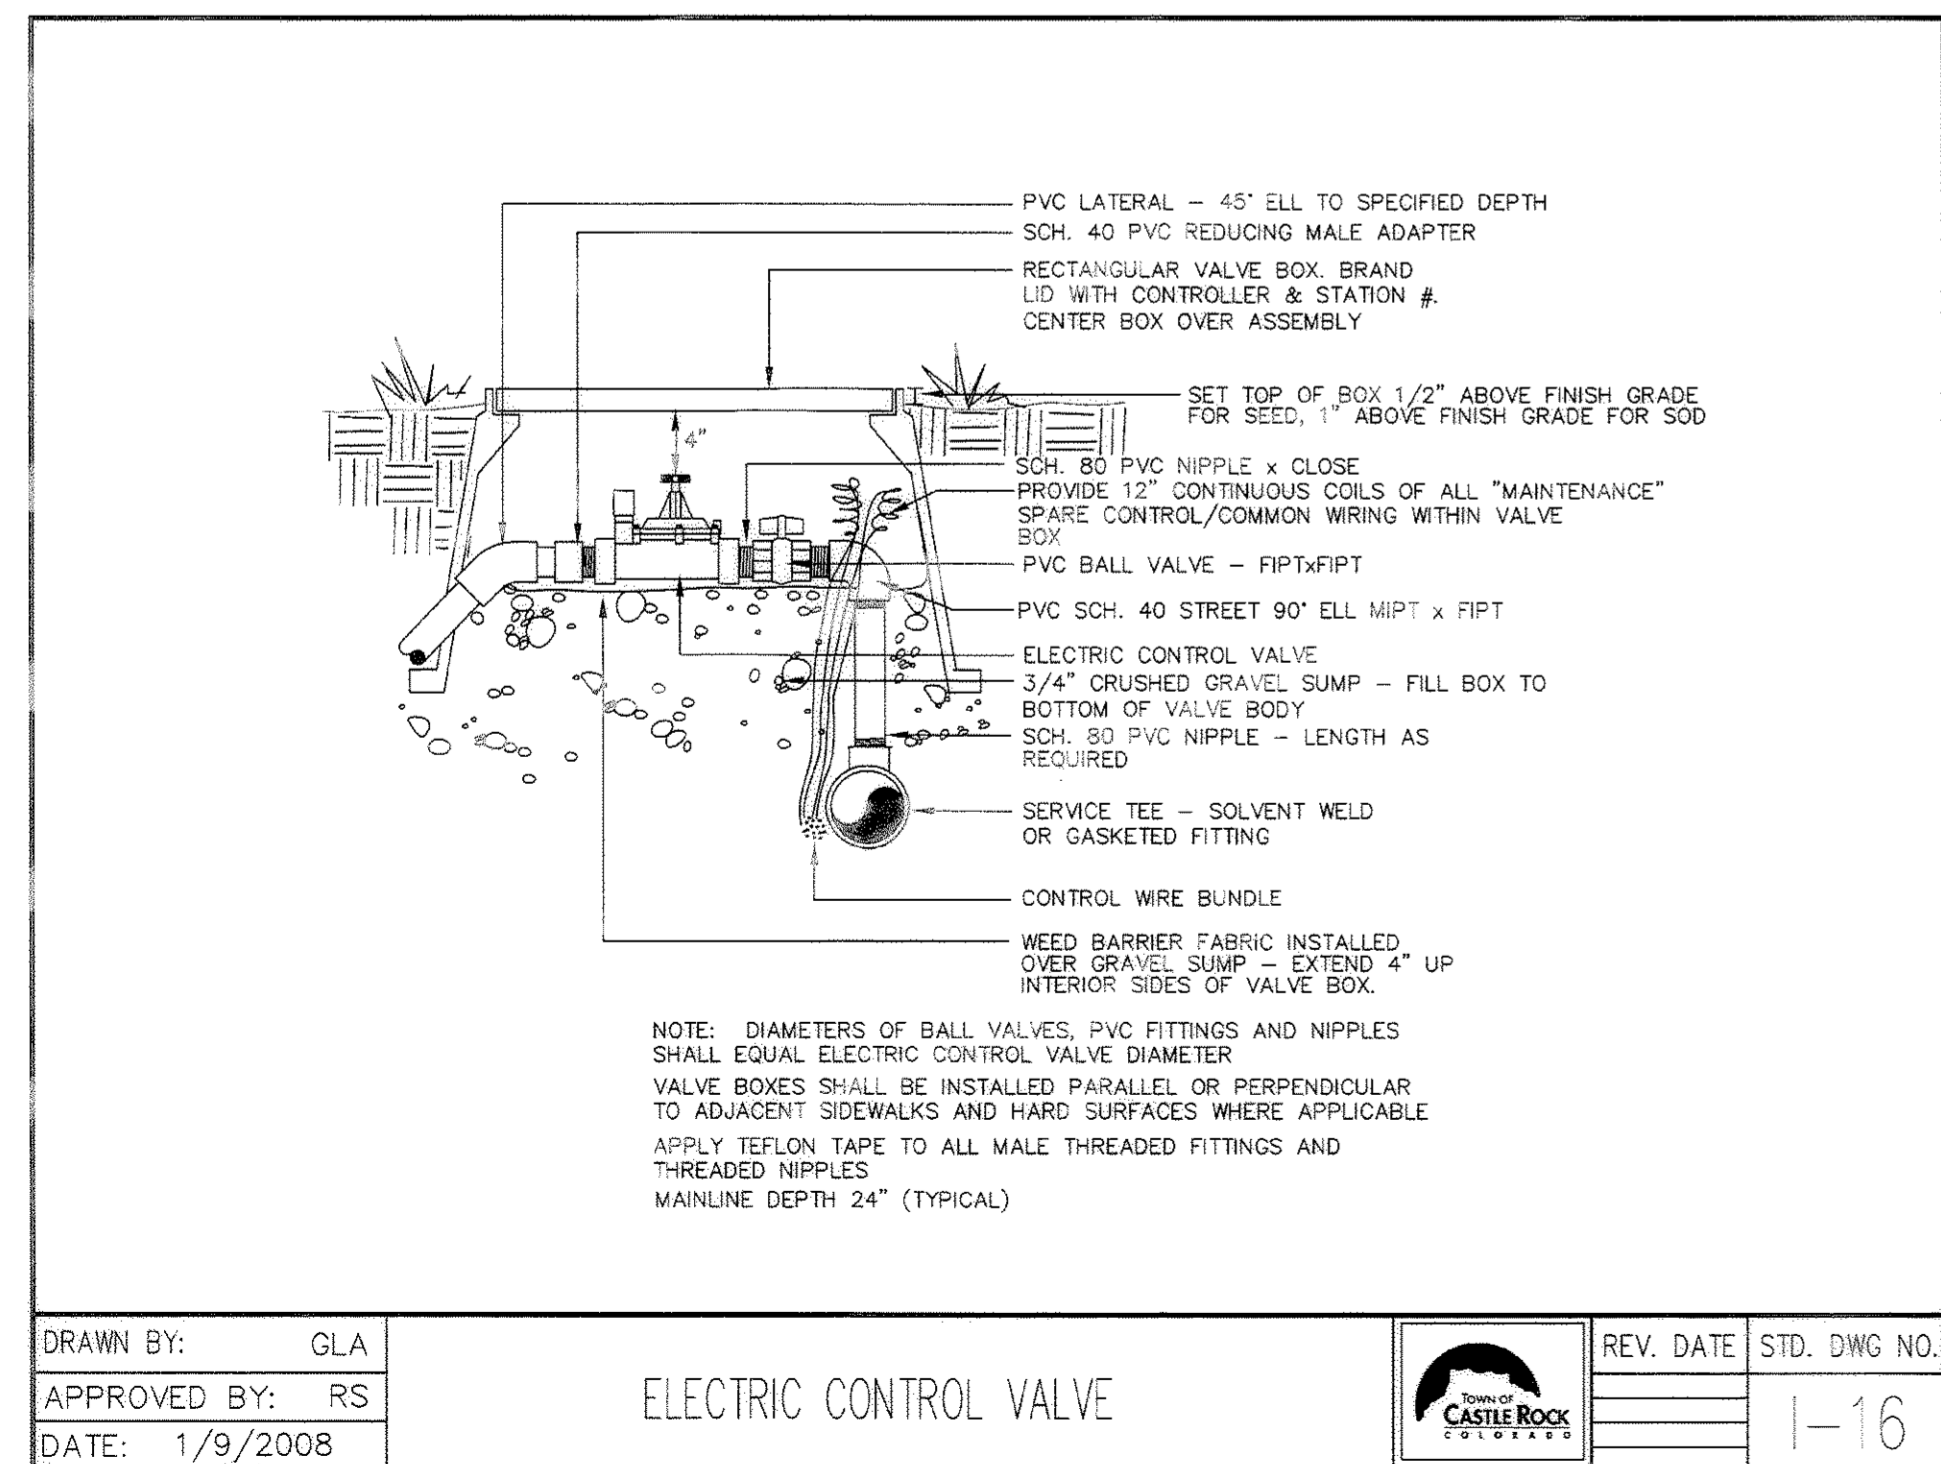 PVC LATERAL – 45° ELL TO SPECIFIED DEPTH
SCH. 40 PVC REDUCING MALE ADAPTER
RECTANGULAR VALVE BOX. BRAND
LID WITH CONTROLLER & STATION #.
CENTER BOX OVER ASSEMBLY
SET TOP OF BOX 1/2" ABOVE FINISH GRADE
FOR SEED, 1" ABOVE FINISH GRADE FOR SOD
4"
SCH. 80 PVC NIPPLE x CLOSE
PROVIDE 12" CONTINUOUS COILS OF ALL "MAINTENANCE"
SPARE CONTROL/COMMON WIRING WITHIN VALVE
BOX
PVC BALL VALVE – FIPTxFIPT
PVC SCH. 40 STREET 90° ELL MIPT x FIPT
ELECTRIC CONTROL VALVE
3/4" CRUSHED GRAVEL SUMP – FILL BOX TO
BOTTOM OF VALVE BODY
SCH. 80 PVC NIPPLE – LENGTH AS
REQUIRED
SERVICE TEE – SOLVENT WELD
OR GASKETED FITTING
CONTROL WIRE BUNDLE
WEED BARRIER FABRIC INSTALLED
OVER GRAVEL SUMP – EXTEND 4" UP
INTERIOR SIDES OF VALVE BOX.
NOTE: DIAMETERS OF BALL VALVES, PVC FITTINGS AND NIPPLES
SHALL EQUAL ELECTRIC CONTROL VALVE DIAMETER
VALVE BOXES SHALL BE INSTALLED PARALLEL OR PERPENDICULAR
TO ADJACENT SIDEWALKS AND HARD SURFACES WHERE APPLICABLE
APPLY TEFLON TAPE TO ALL MALE THREADED FITTINGS AND
THREADED NIPPLES
MAINLINE DEPTH 24" (TYPICAL)
DRAWN BY: GLA
APPROVED BY: RS
DATE: 1/9/2008
ELECTRIC CONTROL VALVE
TOWN OF
CASTLE ROCK
COLORADO
REV. DATE
STD. DWG NO.
I-16